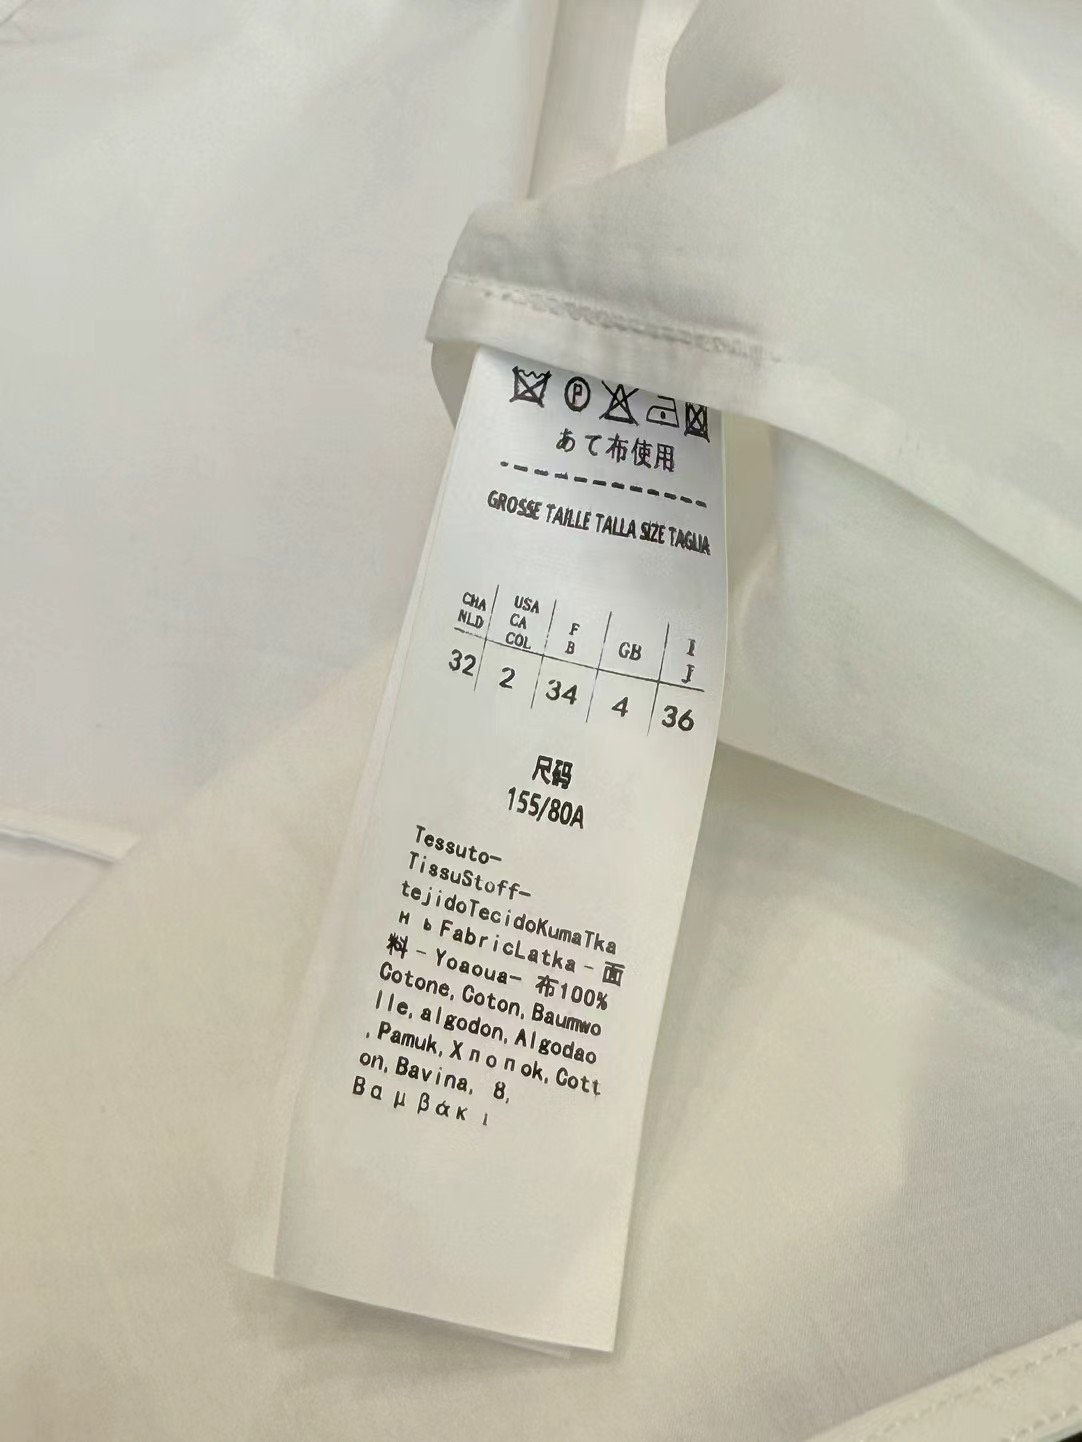 P
あて布使用
GROSSE TAILLE TALLA SIZE TAGLIA
CHA NLD USA CA COL F B GB I J
32 2 34 4 36
尺码
155/80A
Tessuto-
TissuStoff-
tejidoTecidoKumaTka
н ь FabricLatka - 面
料 - Yoaoua- 布100%
Cotone, Coton, Baumwo
lle, algodon, Algodao
, Pamuk, Хлопок, Cott
on, Bavina, 8,
Βαμβάκι